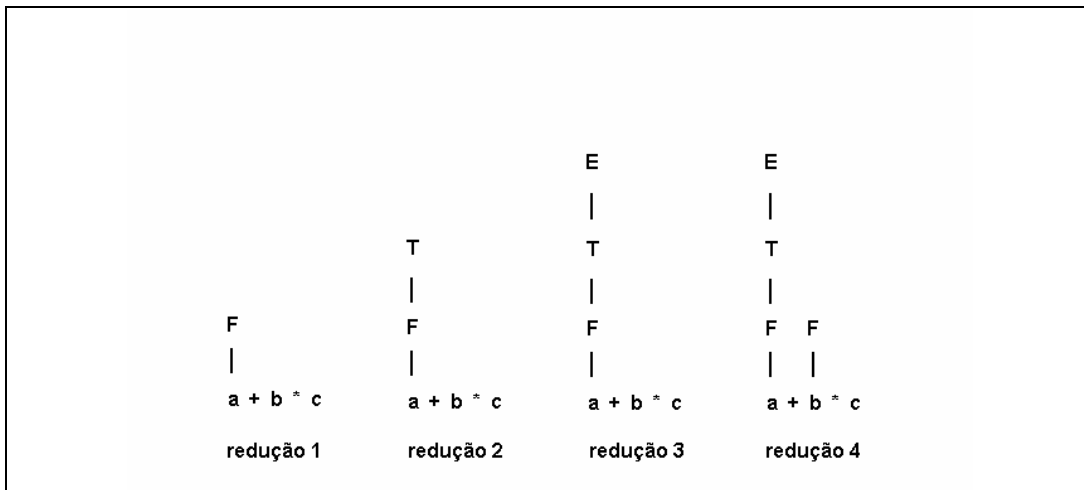 E E
| |
T T T
| | |
F F F F F
| | | | |
a + b * c a + b * c a + b * c a + b * c
redução 1 redução 2 redução 3 redução 4